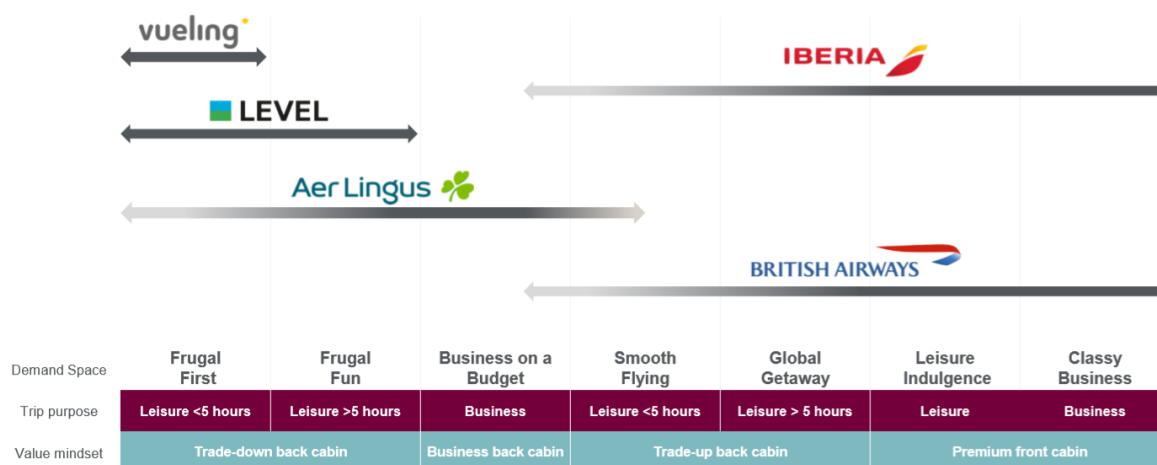 vueling
IBERIA
LEVEL
Aer Lingus
BRITISH AIRWAYS
Demand Space
Frugal
First
Frugal
Fun
Business on a
Budget
Smooth
Flying
Global
Getaway
Leisure
Indulgence
Classy
Business
Trip purpose
Leisure <5 hours
Leisure >5 hours
Business
Leisure <5 hours
Leisure > 5 hours
Leisure
Business
Value mindset
Trade-down back cabin
Business back cabin
Trade-up back cabin
Premium front cabin